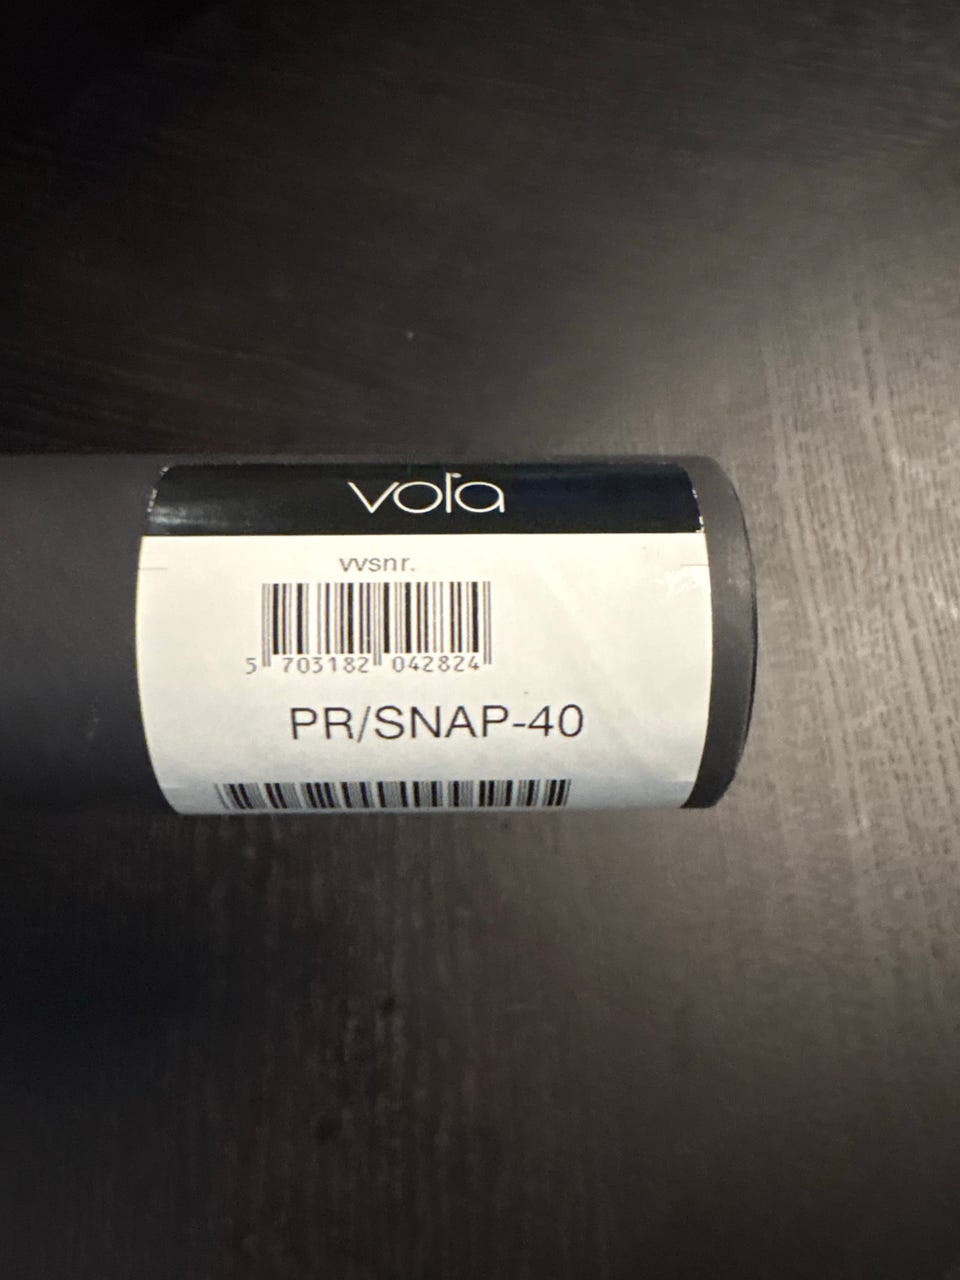 vola
vvsnr.
5 703182 042824
PR/SNAP-40